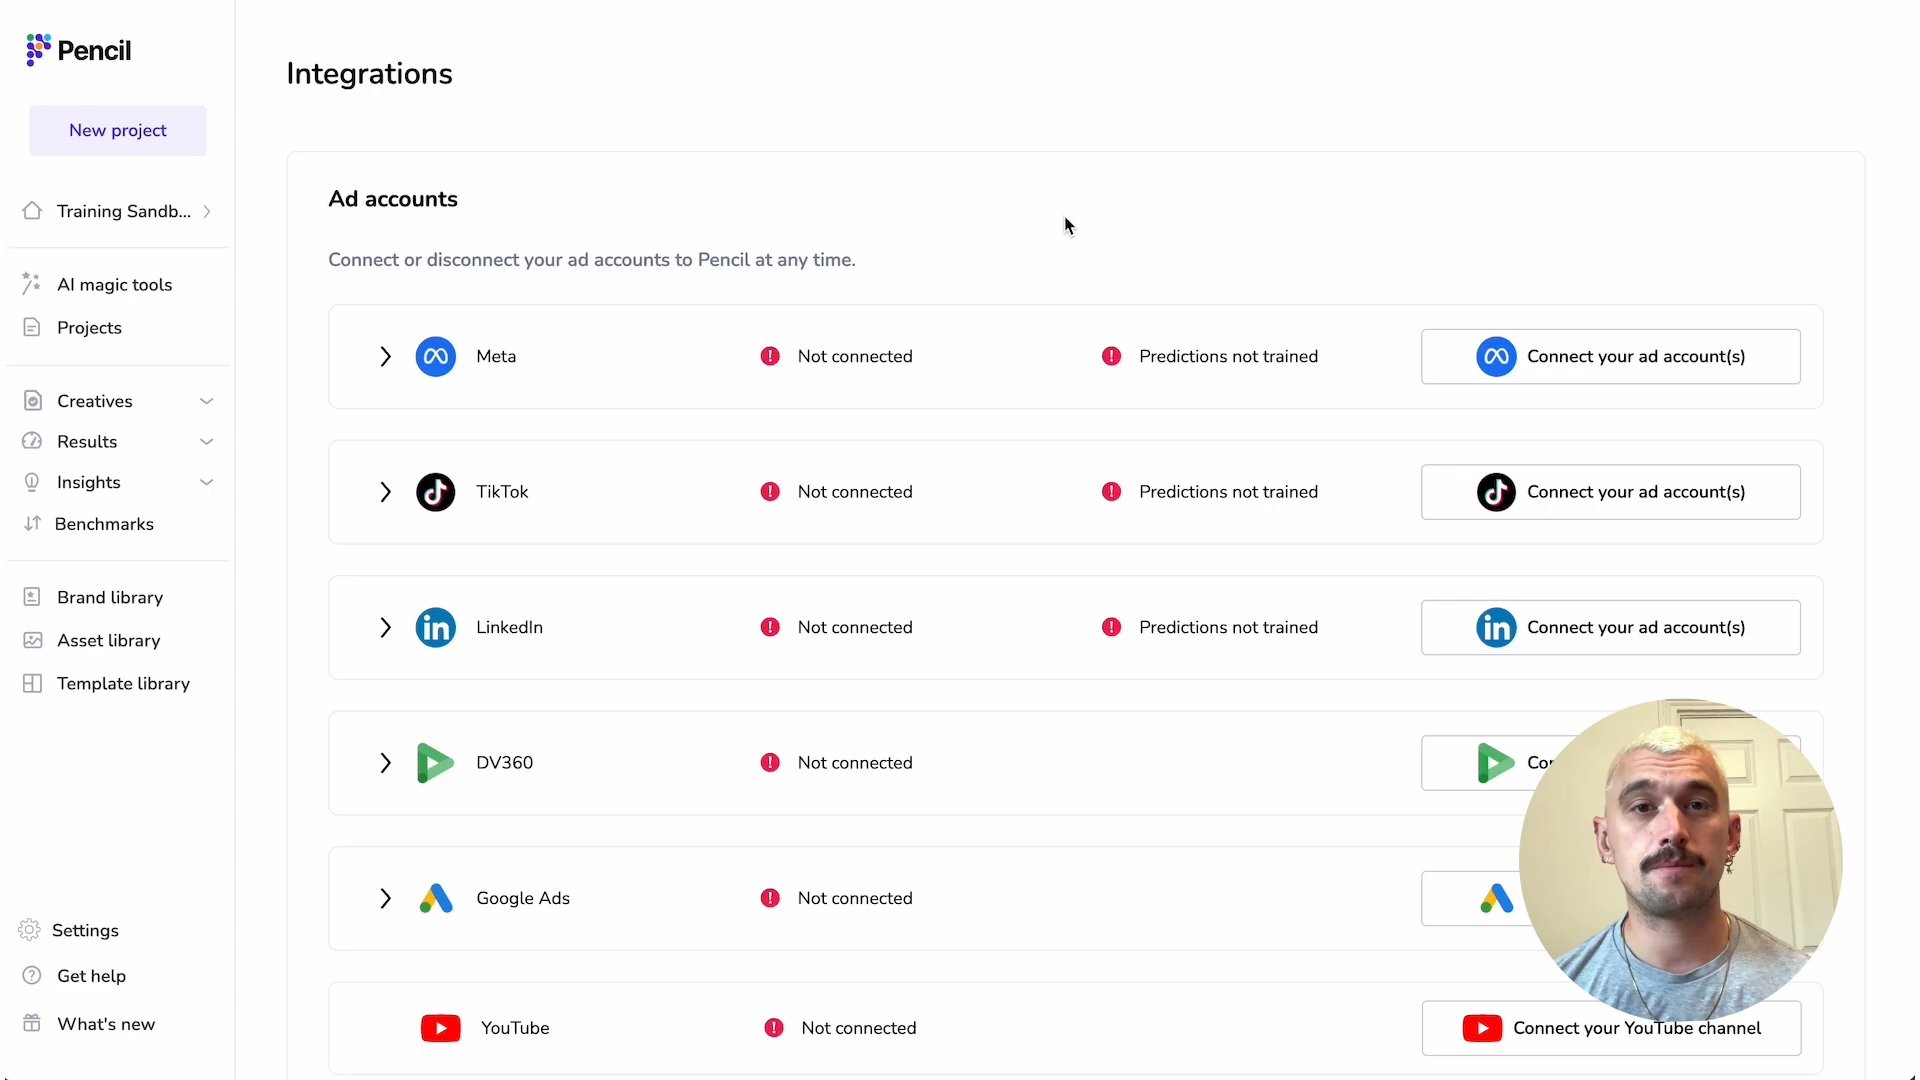 Pencil
New project
Training Sandb...
AI magic tools
Projects
Creatives
Results
Insights
Benchmarks
Brand library
Asset library
Template library
Settings
Get help
What's new
Integrations
Ad accounts
Connect or disconnect your ad accounts to Pencil at any time.
Meta Not connected Predictions not trained Connect your ad account(s)
TikTok Not connected Predictions not trained Connect your ad account(s)
LinkedIn Not connected Predictions not trained Connect your ad account(s)
DV360 Not connected
Google Ads Not connected
YouTube Not connected Connect your YouTube channel